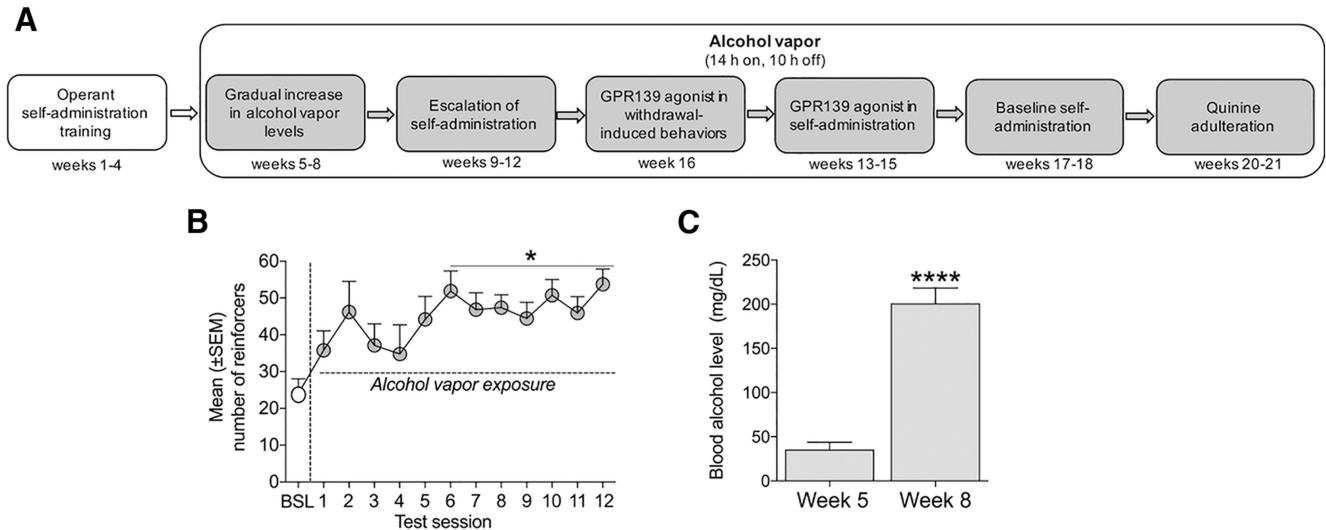 A
Alcohol vapor
(14 h on, 10 h off)
Operant
self-administration
training
weeks 1-4
Gradual increase
in alcohol vapor
levels
weeks 5-8
Escalation of
self-administration
weeks 9-12
GPR139 agonist in
withdrawal-
induced behaviors
week 16
GPR139 agonist in
self-administration
weeks 13-15
Baseline self-
administration
weeks 17-18
Quinine
adulteration
weeks 20-21
B
Mean (±SEM)
number of reinforcers
60
50
40
30
20
10
0
*
Alcohol vapor exposure
BSL 1 2 3 4 5 6 7 8 9 10 11 12
Test session
C
Blood alcohol level (mg/dL)
250
200
150
100
50
0
****
Week 5 Week 8